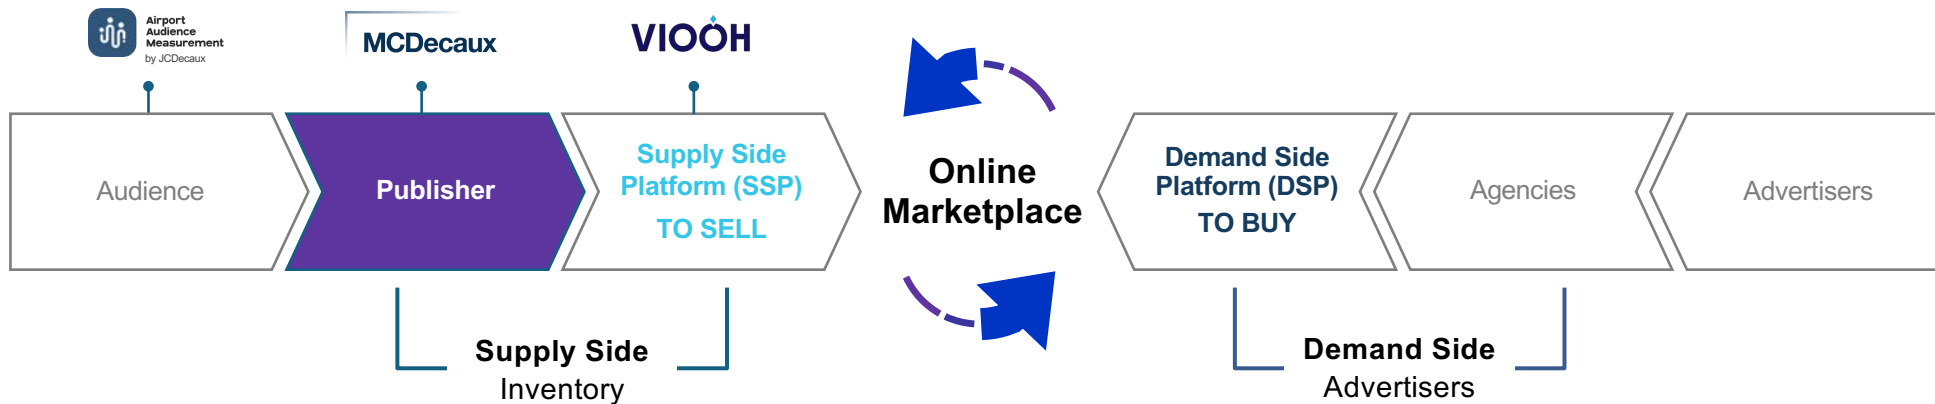 Airport
Audience
Measurement
by JCDecaux
MCDecaux
VIOOH
Audience
Publisher
Supply Side
Platform (SSP)
TO SELL
Online
Marketplace
Demand Side
Platform (DSP)
TO BUY
Agencies
Advertisers
Supply Side
Inventory
Demand Side
Advertisers